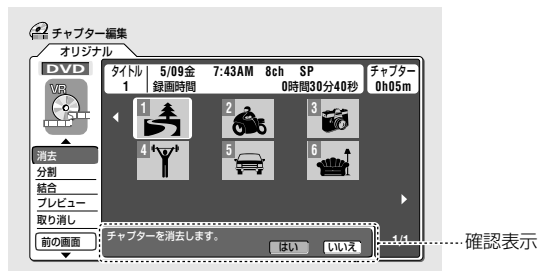 チャプター編集
オリジナル
DVD
VR
タイトル 5/09金 7:43AM 8ch SP チャプター
1 録画時間 0時間30分40秒 0h05m
1 2 3
4 5 6
消去
分割
結合
プレビュー
取り消し
前の画面
チャプターを消去します。
はい いいえ 1/1
確認表示